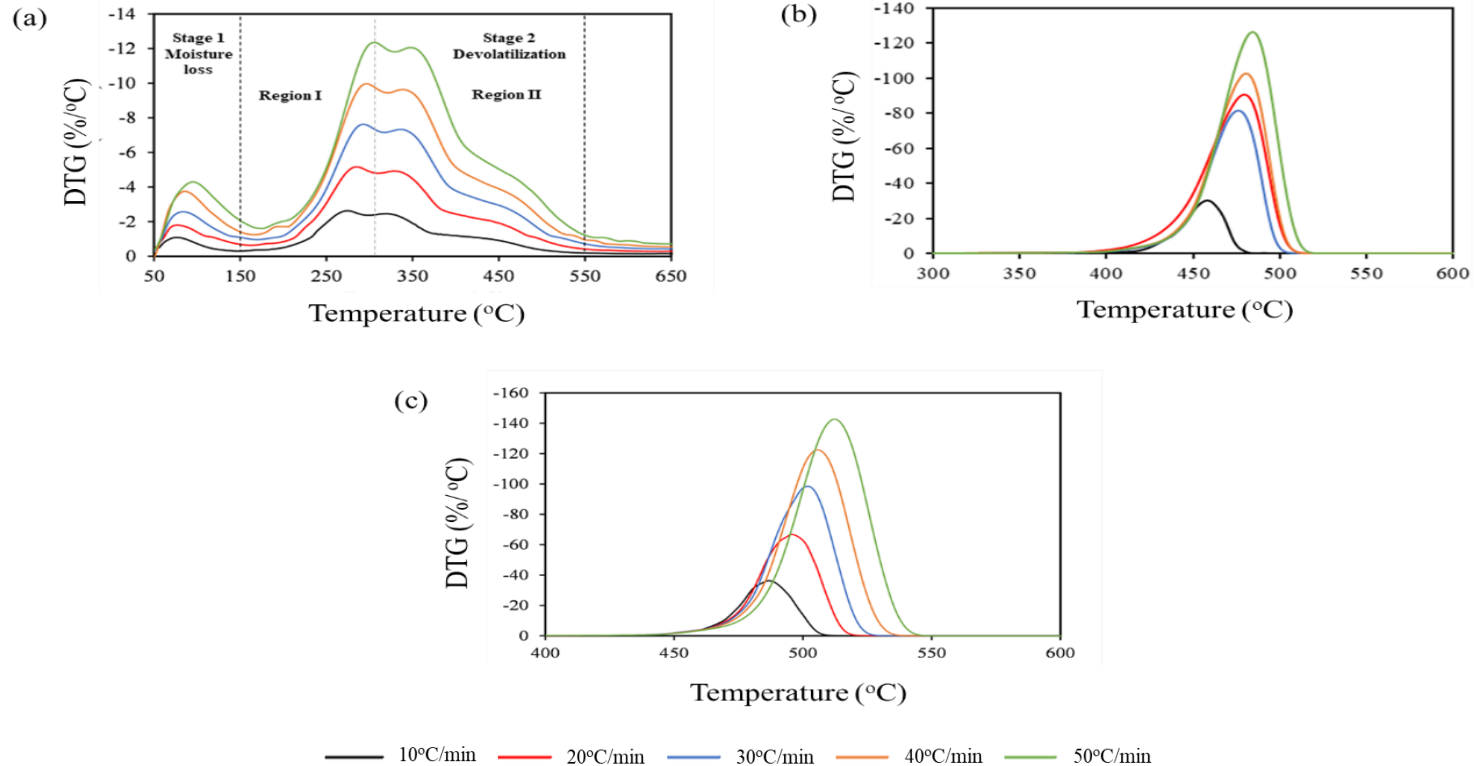 (a)
-14
-12
-10
-8
-6
-4
-2
0
DTG (%/°C)
Stage 1
Moisture
loss
Region I
Stage 2
Devolatilization
Region II
50 150 250 350 450 550 650
Temperature (°C)
(b)
-140
-120
-100
-80
-60
-40
-20
0
DTG (%/°C)
300 350 400 450 500 550 600
Temperature (°C)
(c)
-160
-140
-120
-100
-80
-60
-40
-20
0
DTG (%/°C)
400 450 500 550 600
Temperature (°C)
10°C/min 20°C/min 30°C/min 40°C/min 50°C/min